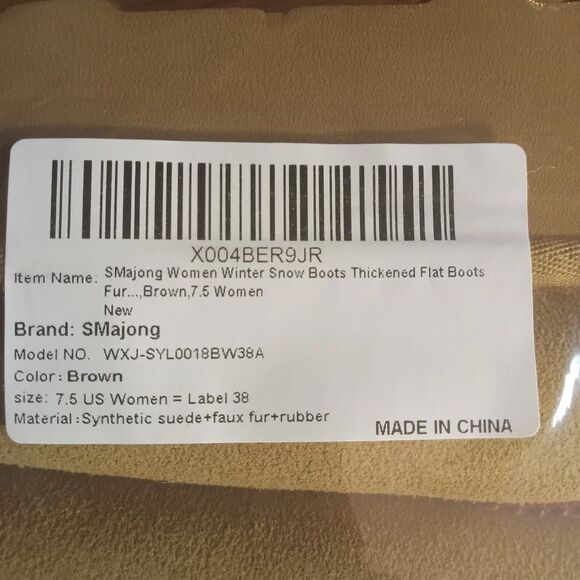 X004BER9JR
Item Name: SMajong Women Winter Snow Boots Thickened Flat Boots
Fur...,Brown,7.5 Women
New
Brand: SMajong
Model NO. WXJ-SYL0018BW38A
Color: Brown
size: 7.5 US Women = Label 38
Material:Synthetic suede+faux fur+rubber
MADE IN CHINA